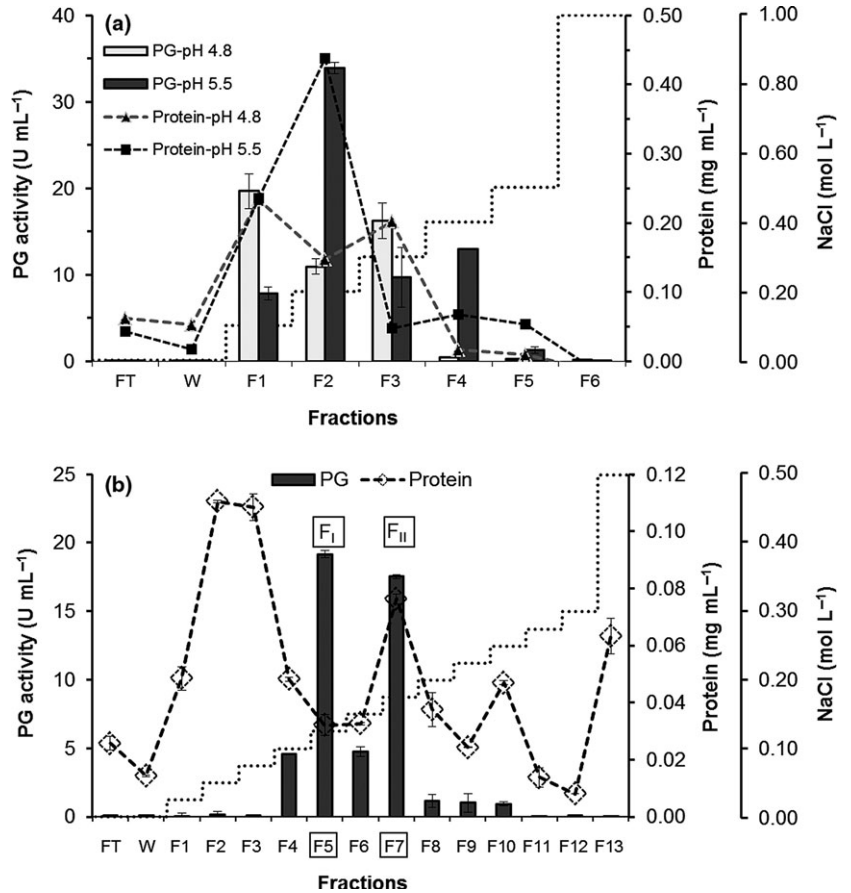 (a)
PG-pH 4.8
PG-pH 5.5
Protein-pH 4.8
Protein-pH 5.5
PG activity (U mL⁻¹)
40
35
30
25
20
15
10
5
0
0.50
0.40
0.30
0.20
0.10
0.00
Protein (mg mL⁻¹)
1.00
0.80
0.60
0.40
0.20
0.00
NaCl (mol L⁻¹)
FT W F1 F2 F3 F4 F5 F6
Fractions
(b)
PG Protein
F_I F_II
PG activity (U mL⁻¹)
25
20
15
10
5
0
0.12
0.10
0.08
0.06
0.04
0.02
0.00
Protein (mg mL⁻¹)
0.50
0.40
0.30
0.20
0.10
0.00
NaCl (mol L⁻¹)
FT W F1 F2 F3 F4 F5 F6 F7 F8 F9 F10 F11 F12 F13
Fractions